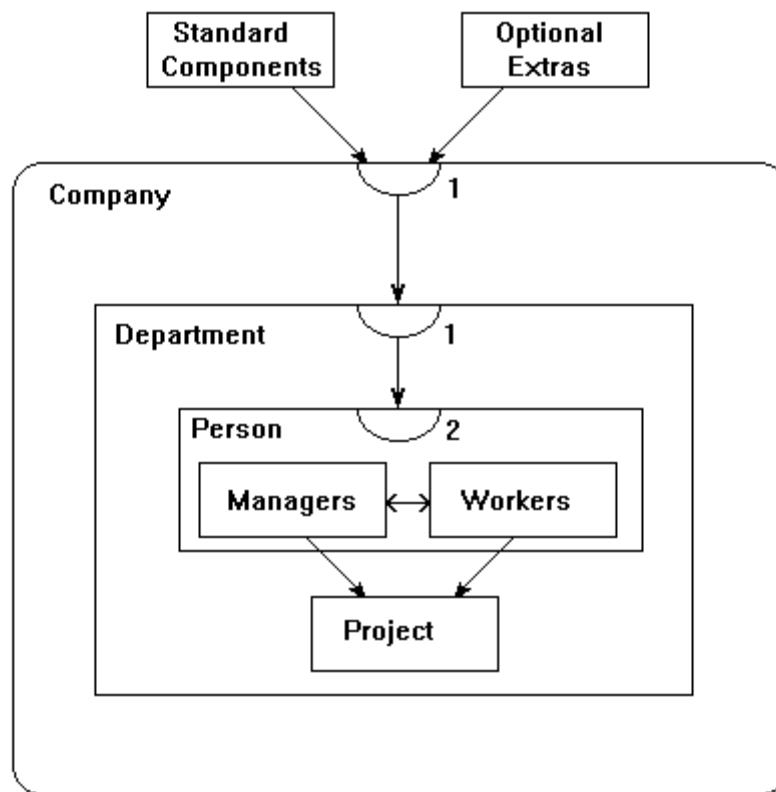 Standard
Components
Optional
Extras
Company
1
Department
1
Person
2
Managers
Workers
Project